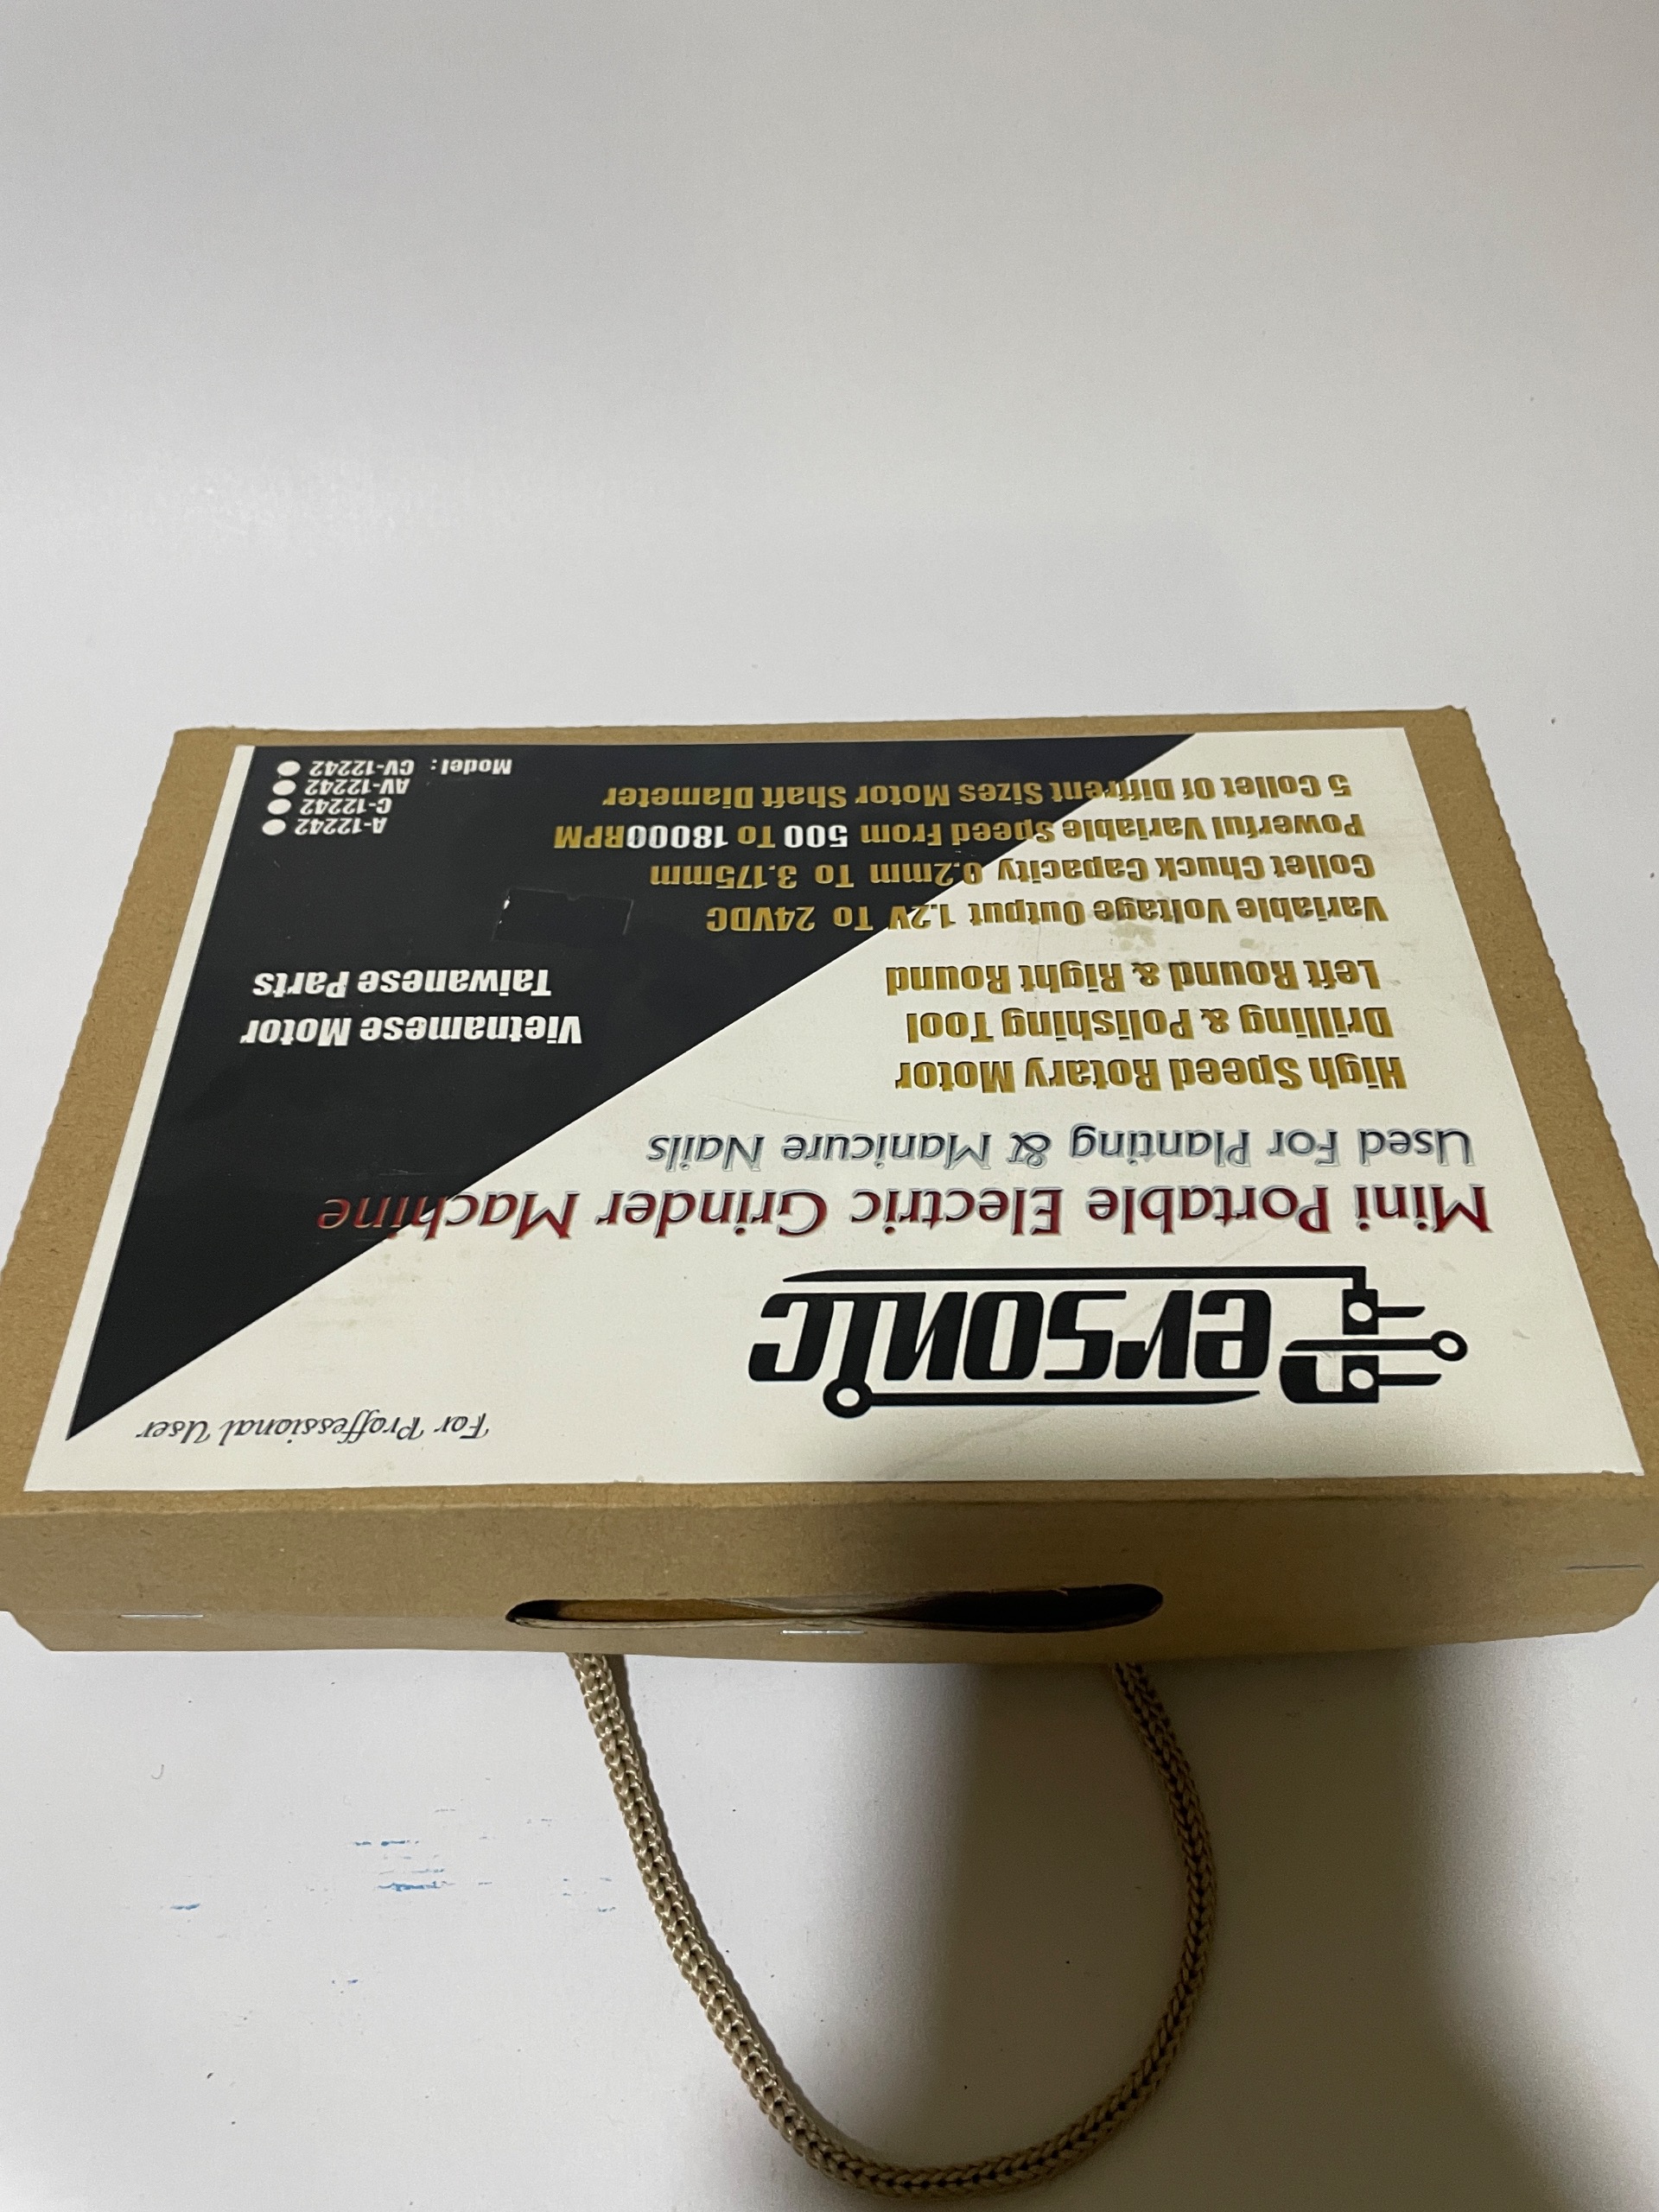 For Proffessional User
Personic
Mini Portable Electric Grinder Machine
Used For Planting & Manicure Nails
High Speed Rotary Motor
Drilling & Polishing Tool
Left Round & Right Round
Vietnamese Motor
Taiwanese Parts
Variable Voltage Output 1.2V To 24VDC
Collet Chuck Capacity 0.2mm To 3.175mm
Powerful Variable Speed From 500 To 18000RPM
5 Collet Of Diffrent Sizes Motor Shaft Diameter
A-12242
C-12242
AV-12242
Model : CV-12242